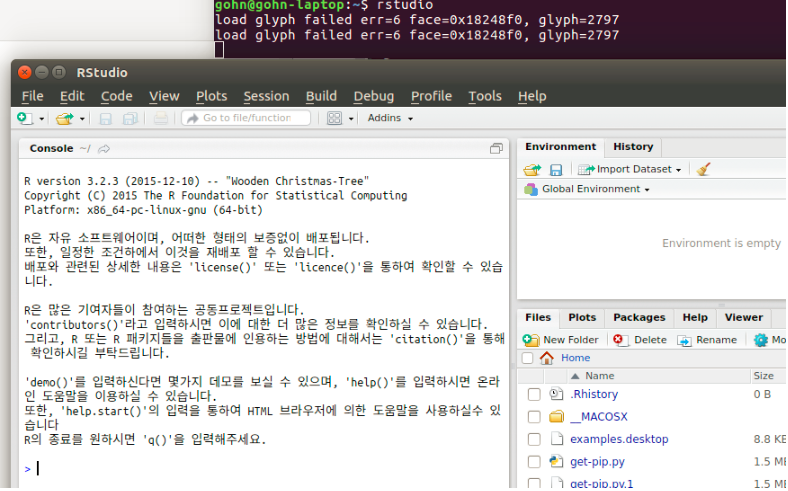 gohn@gohn-laptop:~$ rstudio
load glyph failed err=6 face=0x18248f0, glyph=2797
load glyph failed err=6 face=0x18248f0, glyph=2797
RStudio
File Edit Code View Plots Session Build Debug Profile Tools Help
Go to file/function Addins
Console ~/
R version 3.2.3 (2015-12-10) -- "Wooden Christmas-Tree"
Copyright (C) 2015 The R Foundation for Statistical Computing
Platform: x86_64-pc-linux-gnu (64-bit)
R은 자유 소프트웨어이며, 어떠한 형태의 보증없이 배포됩니다.
또한, 일정한 조건하에서 이것을 재배포 할 수 있습니다.
배포와 관련된 상세한 내용은 'license()' 또는 'licence()'을 통하여 확인할 수 있습
니다.
R은 많은 기여자들이 참여하는 공동프로젝트입니다.
'contributors()'라고 입력하시면 이에 대한 더 많은 정보를 확인하실 수 있습니다.
그리고, R 또는 R 패키지들을 출판물에 인용하는 방법에 대해서는 'citation()'을 통해
확인하시길 부탁드립니다.
'demo()'를 입력하신다면 몇가지 데모를 보실 수 있으며, 'help()'를 입력하시면 온라
인 도움말을 이용하실 수 있습니다.
또한, 'help.start()'의 입력을 통하여 HTML 브라우저에 의한 도움말을 사용하실수 있
습니다
R의 종료를 원하시면 'q()'을 입력해주세요.
>
Environment History
Import Dataset
Global Environment
Environment is empty
Files Plots Packages Help Viewer
New Folder Delete Rename Mo
Home
Name Size
.Rhistory 0 B
__MACOSX
examples.desktop 8.8 KB
get-pip.py 1.5 MB
get-pip.py.1 1.5 MB